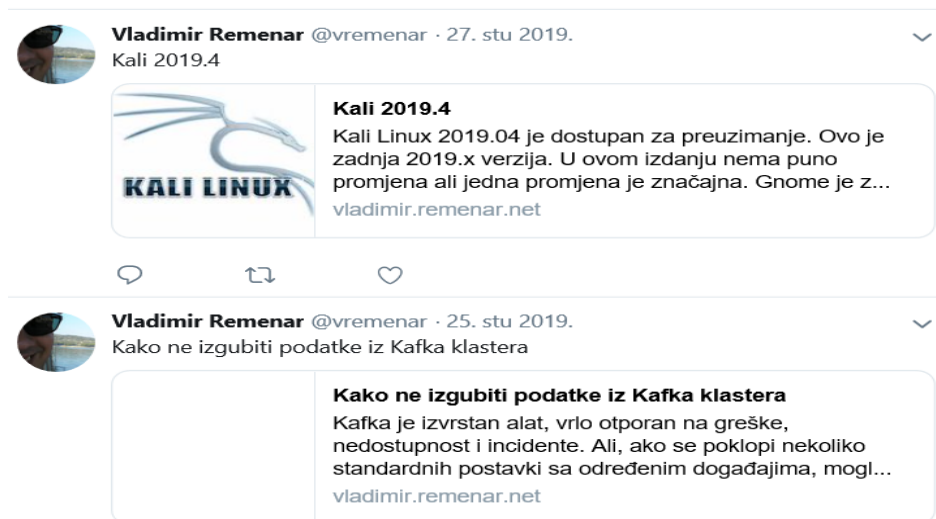 Vladimir Remenar @vremenar · 27. stu 2019.
Kali 2019.4
KALI LINUX
Kali 2019.4
Kali Linux 2019.04 je dostupan za preuzimanje. Ovo je
zadnja 2019.x verzija. U ovom izdanju nema puno
promjena ali jedna promjena je značajna. Gnome je z...
vladimir.remenar.net
Vladimir Remenar @vremenar · 25. stu 2019.
Kako ne izgubiti podatke iz Kafka klastera
Kako ne izgubiti podatke iz Kafka klastera
Kafka je izvrstan alat, vrlo otporan na greške,
nedostupnost i incidente. Ali, ako se poklopi nekoliko
standardnih postavki sa određenim događajima, mogl...
vladimir.remenar.net